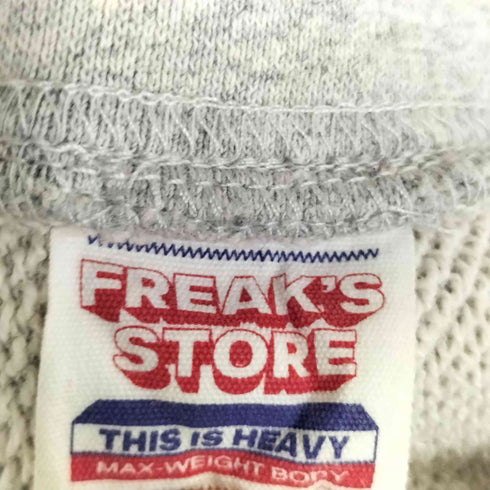 FREAK'S
STORE
THIS IS HEAVY
MAX-WEIGHT BODY